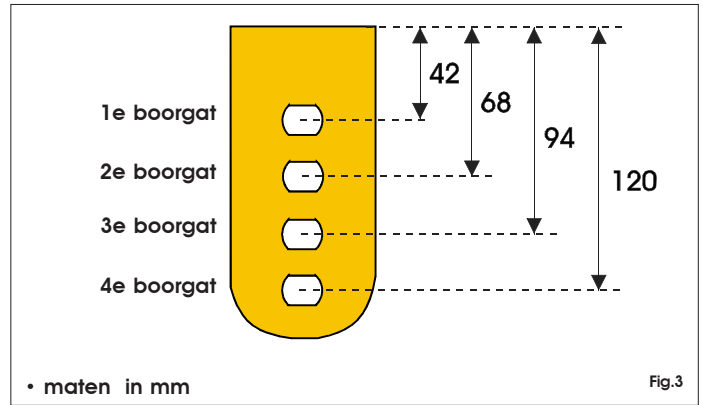 42
1e boorgat
68
94
2e boorgat
120
3e boorgat
4e boorgat
• maten in mm
Fig.3